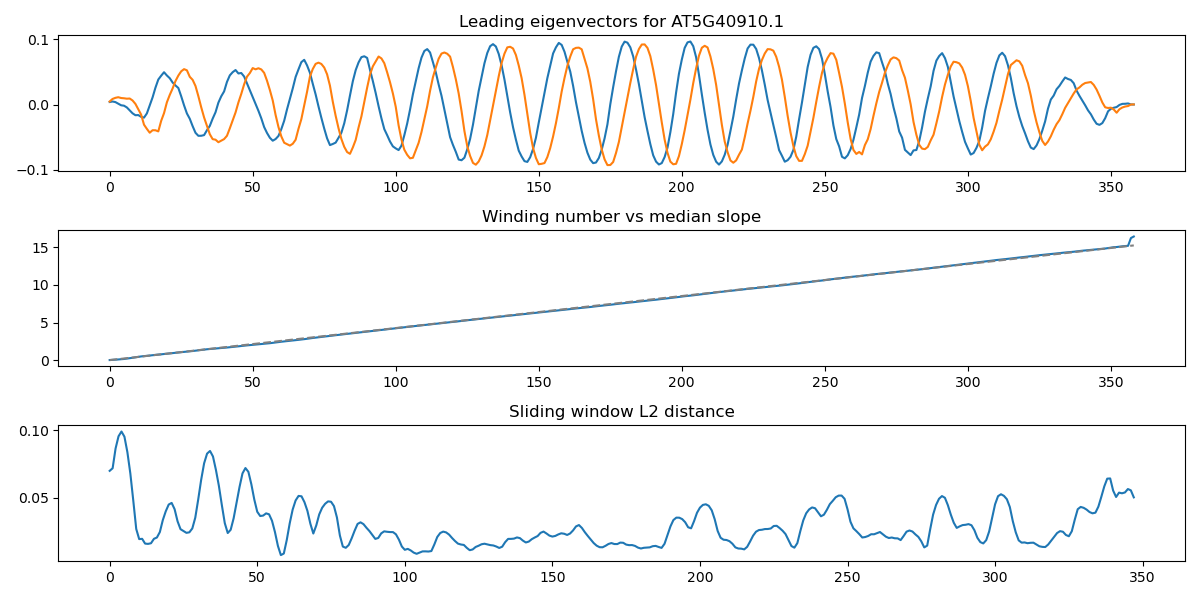 Leading eigenvectors for AT5G40910.1
0.1
0.0
−0.1
0 50 100 150 200 250 300 350
Winding number vs median slope
15
10
5
0
0 50 100 150 200 250 300 350
Sliding window L2 distance
0.10
0.05
0 50 100 150 200 250 300 350